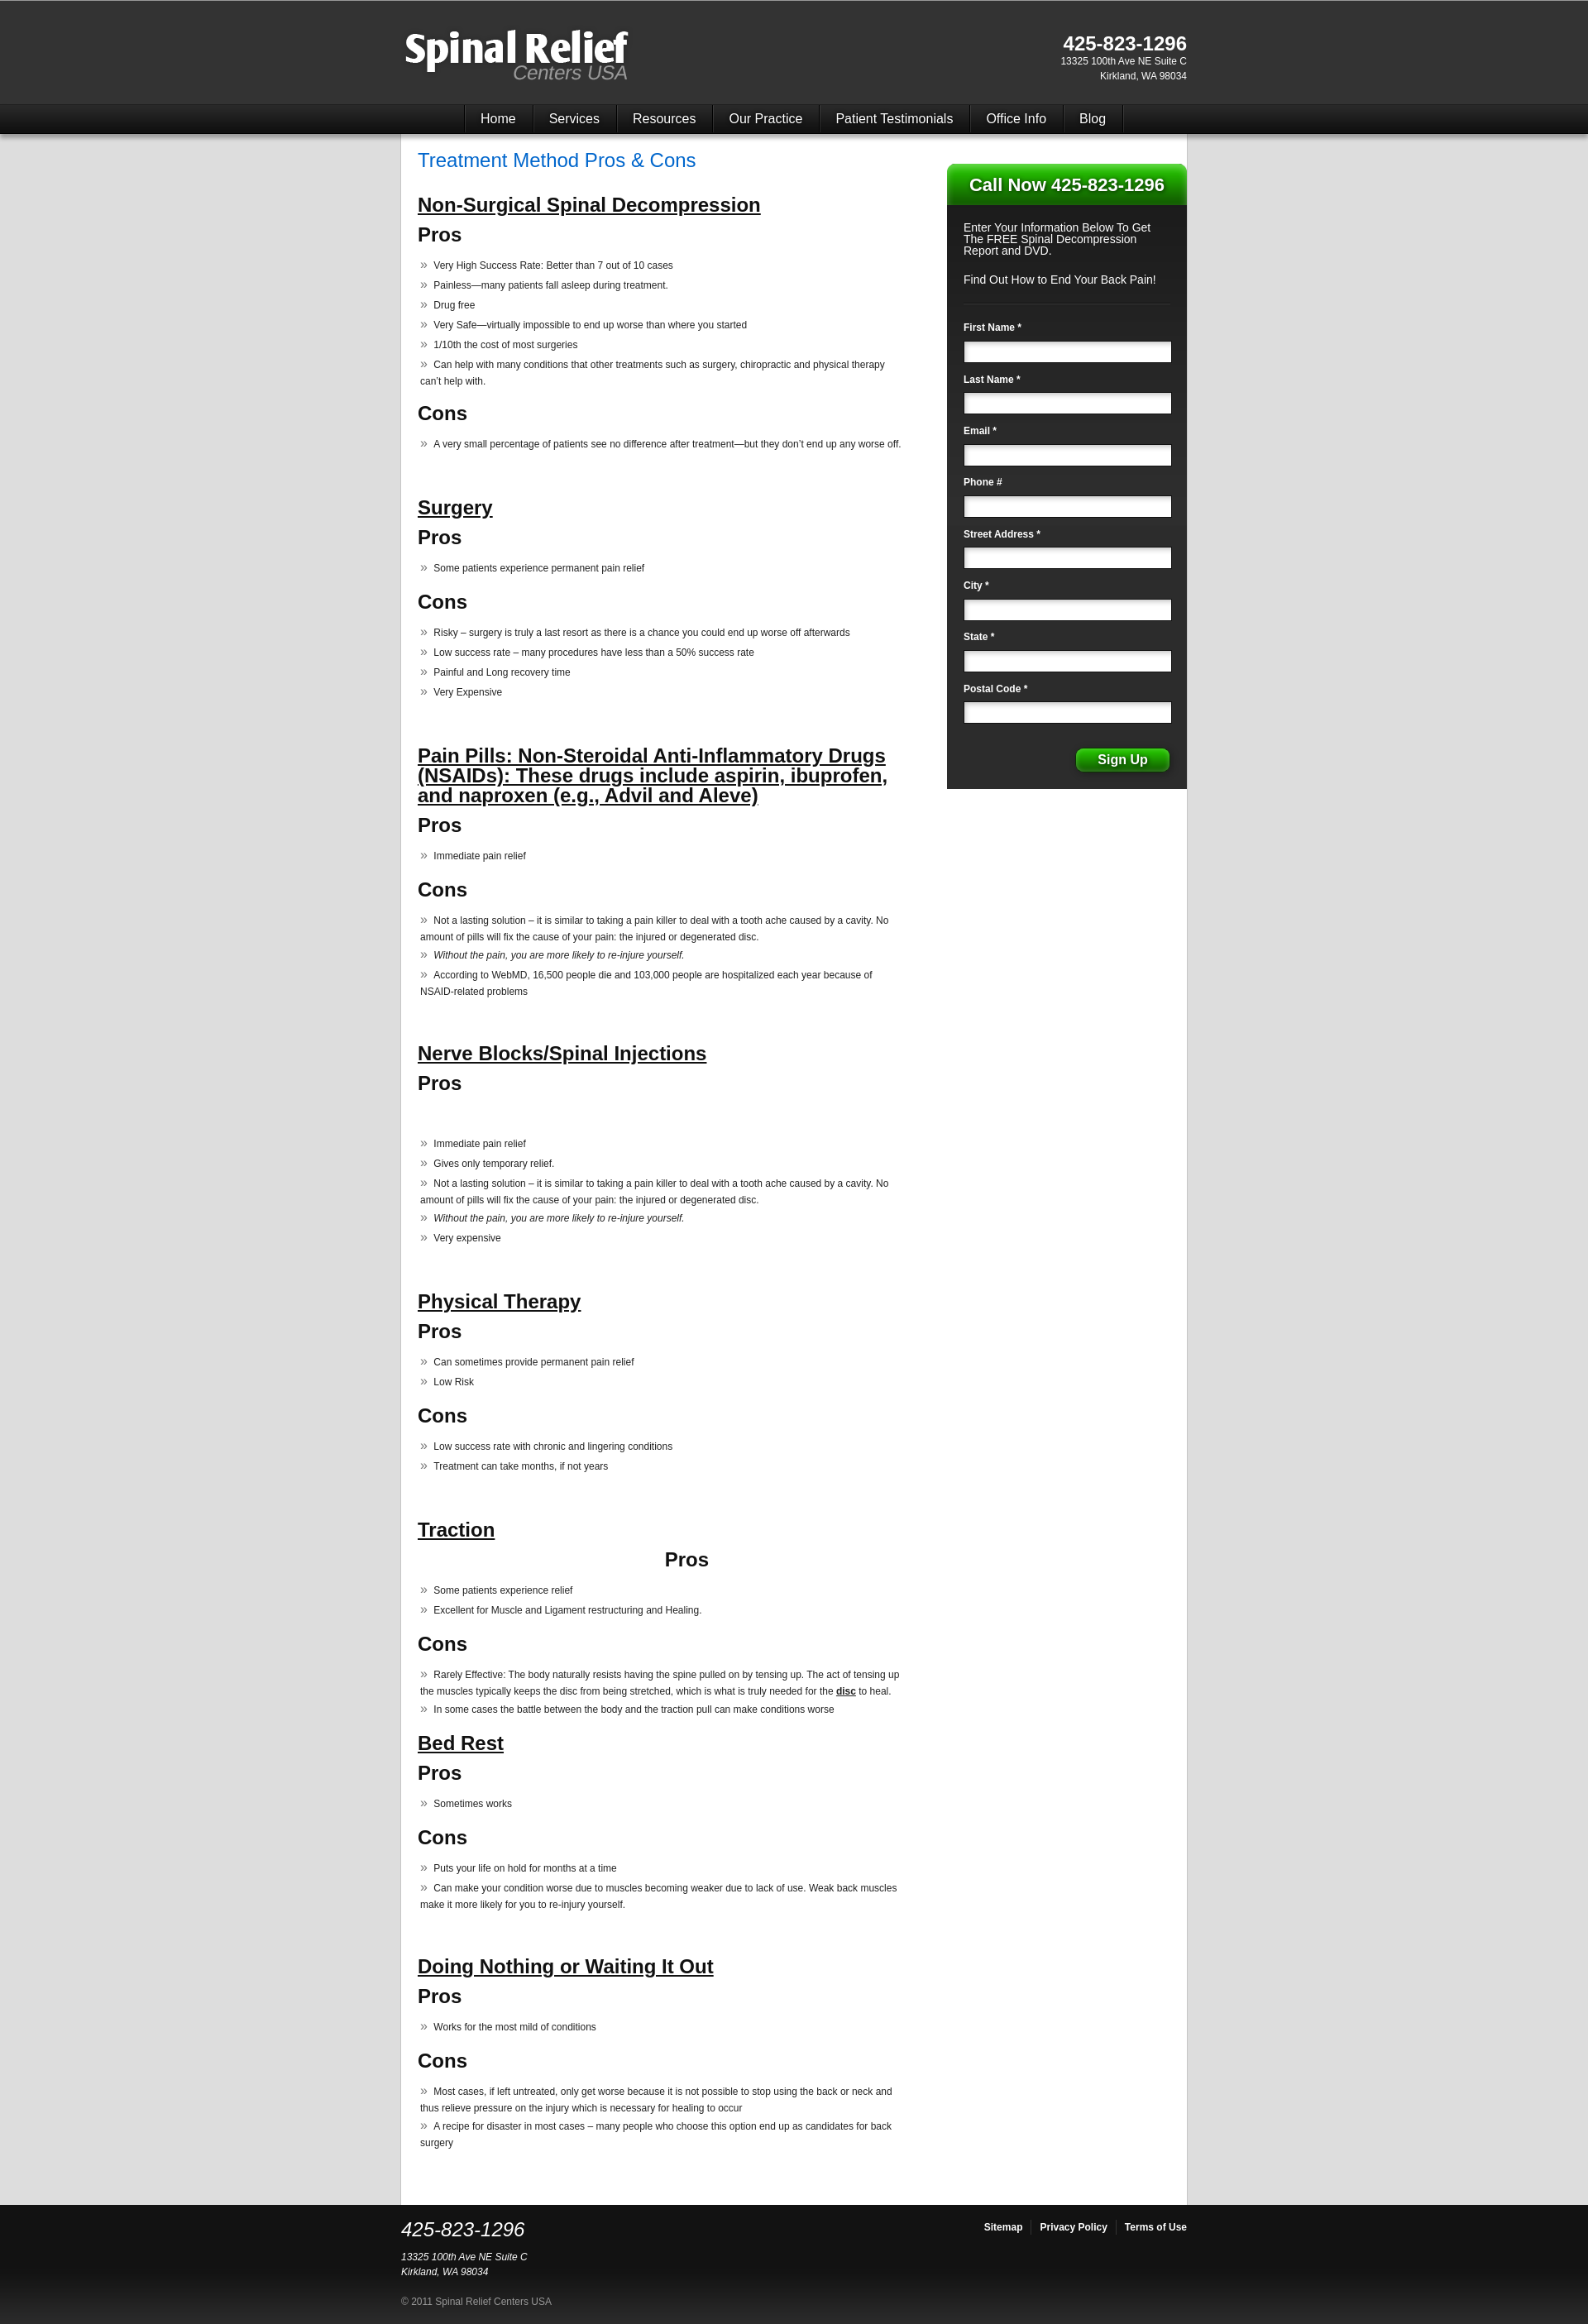 Spinal Relief
Centers USA
425-823-1296
13325 100th Ave NE Suite C
Kirkland, WA 98034
Home Services Resources Our Practice Patient Testimonials Office Info Blog
Treatment Method Pros & Cons
Non-Surgical Spinal Decompression
Pros
» Very High Success Rate: Better than 7 out of 10 cases
» Painless—many patients fall asleep during treatment.
» Drug free
» Very Safe—virtually impossible to end up worse than where you started
» 1/10th the cost of most surgeries
» Can help with many conditions that other treatments such as surgery, chiropractic and physical therapy
can’t help with.
Cons
» A very small percentage of patients see no difference after treatment—but they don’t end up any worse off.
Surgery
Pros
» Some patients experience permanent pain relief
Cons
» Risky – surgery is truly a last resort as there is a chance you could end up worse off afterwards
» Low success rate – many procedures have less than a 50% success rate
» Painful and Long recovery time
» Very Expensive
Pain Pills: Non-Steroidal Anti-Inflammatory Drugs
(NSAIDs): These drugs include aspirin, ibuprofen,
and naproxen (e.g., Advil and Aleve)
Pros
» Immediate pain relief
Cons
» Not a lasting solution – it is similar to taking a pain killer to deal with a tooth ache caused by a cavity. No
amount of pills will fix the cause of your pain: the injured or degenerated disc.
» Without the pain, you are more likely to re-injure yourself.
» According to WebMD, 16,500 people die and 103,000 people are hospitalized each year because of
NSAID-related problems
Nerve Blocks/Spinal Injections
Pros
» Immediate pain relief
» Gives only temporary relief.
» Not a lasting solution – it is similar to taking a pain killer to deal with a tooth ache caused by a cavity. No
amount of pills will fix the cause of your pain: the injured or degenerated disc.
» Without the pain, you are more likely to re-injure yourself.
» Very expensive
Physical Therapy
Pros
» Can sometimes provide permanent pain relief
» Low Risk
Cons
» Low success rate with chronic and lingering conditions
» Treatment can take months, if not years
Traction
Pros
» Some patients experience relief
» Excellent for Muscle and Ligament restructuring and Healing.
Cons
» Rarely Effective: The body naturally resists having the spine pulled on by tensing up. The act of tensing up
the muscles typically keeps the disc from being stretched, which is what is truly needed for the disc to heal.
» In some cases the battle between the body and the traction pull can make conditions worse
Bed Rest
Pros
» Sometimes works
Cons
» Puts your life on hold for months at a time
» Can make your condition worse due to muscles becoming weaker due to lack of use. Weak back muscles
make it more likely for you to re-injury yourself.
Doing Nothing or Waiting It Out
Pros
» Works for the most mild of conditions
Cons
» Most cases, if left untreated, only get worse because it is not possible to stop using the back or neck and
thus relieve pressure on the injury which is necessary for healing to occur
» A recipe for disaster in most cases – many people who choose this option end up as candidates for back
surgery
Call Now 425-823-1296
Enter Your Information Below To Get
The FREE Spinal Decompression
Report and DVD.
Find Out How to End Your Back Pain!
First Name *
Last Name *
Email *
Phone #
Street Address *
City *
State *
Postal Code *
Sign Up
425-823-1296
13325 100th Ave NE Suite C
Kirkland, WA 98034
© 2011 Spinal Relief Centers USA
Sitemap Privacy Policy Terms of Use